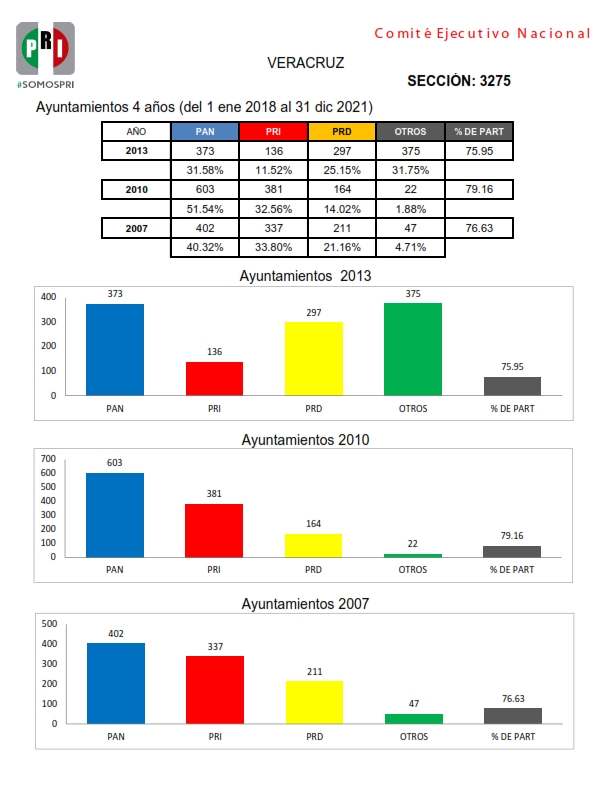 Comité Ejecutivo Nacional
PRI
#SOMOSPRI
VERACRUZ
SECCIÓN: 3275
Ayuntamientos 4 años (del 1 ene 2018 al 31 dic 2021)
AÑO PAN PRI PRD OTROS % DE PART
2013 373 136 297 375 75.95
31.58% 11.52% 25.15% 31.75%
2010 603 381 164 22 79.16
51.54% 32.56% 14.02% 1.88%
2007 402 337 211 47 76.63
40.32% 33.80% 21.16% 4.71%
Ayuntamientos 2013
400
300
200
100
0
373
136
297
375
75.95
PAN PRI PRD OTROS % DE PART
Ayuntamientos 2010
700
600
500
400
300
200
100
0
603
381
164
22
79.16
PAN PRI PRD OTROS % DE PART
Ayuntamientos 2007
500
400
300
200
100
0
402
337
211
47
76.63
PAN PRI PRD OTROS % DE PART